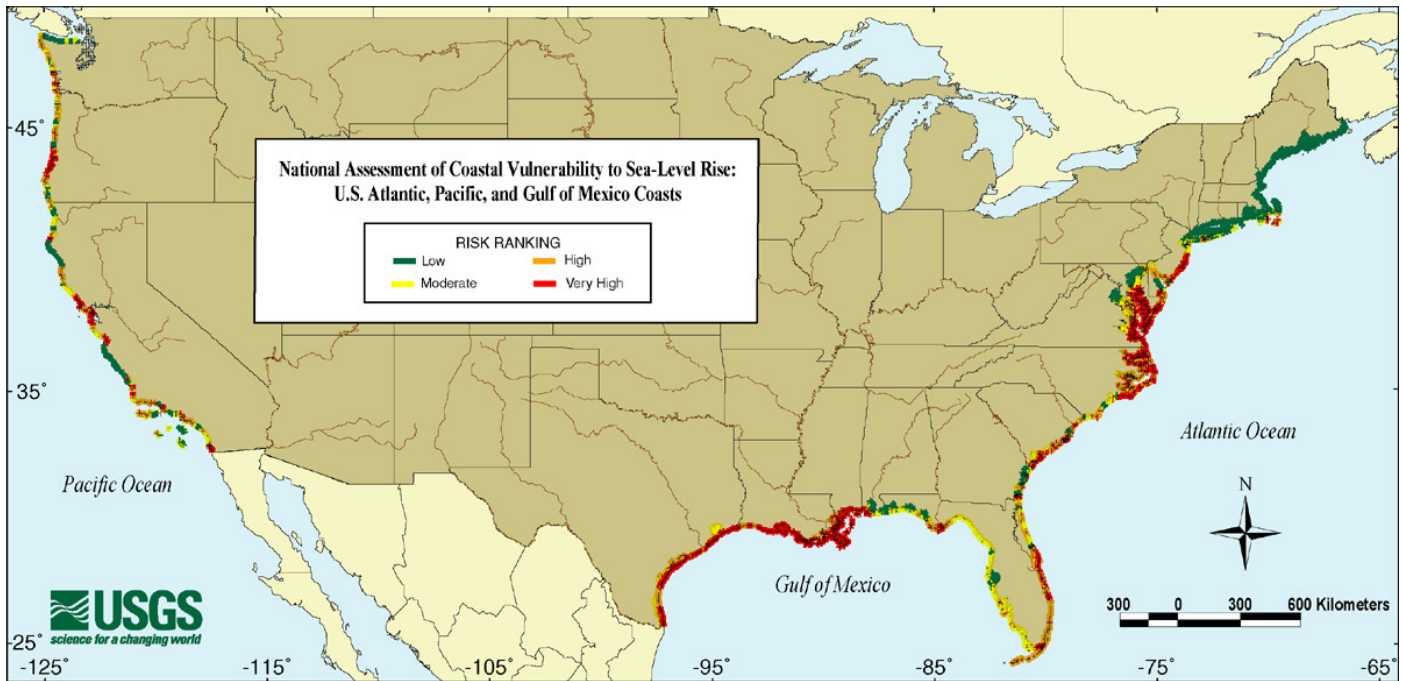 National Assessment of Coastal Vulnerability to Sea-Level Rise:
U.S. Atlantic, Pacific, and Gulf of Mexico Coasts
RISK RANKING
Low
High
Moderate
Very High
45°
35°
25°
Pacific Ocean
Atlantic Ocean
Gulf of Mexico
N
USGS
science for a changing world
300 0 300 600 Kilometers
-125° -115° -105° -95° -85° -75° -65°